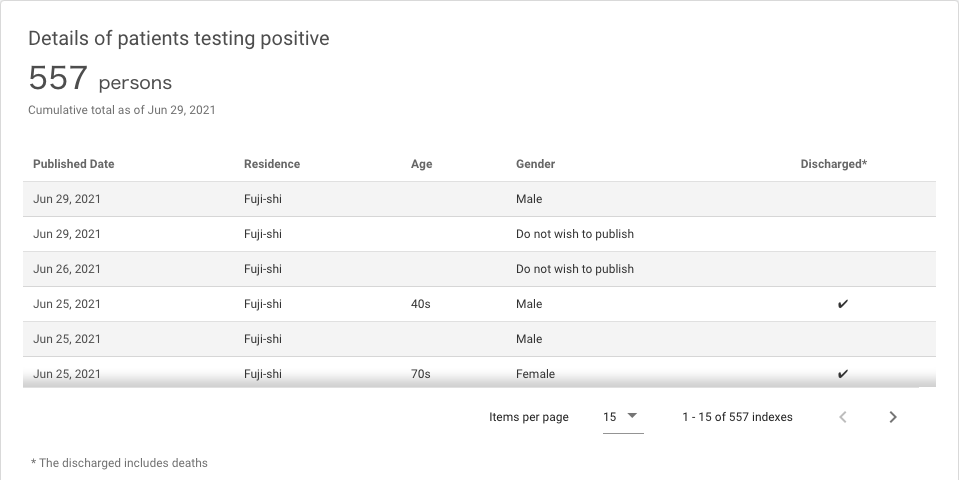 Details of patients testing positive
557 persons
Cumulative total as of Jun 29, 2021
Published Date Residence Age Gender Discharged*
Jun 29, 2021 Fuji-shi Male
Jun 29, 2021 Fuji-shi Do not wish to publish
Jun 26, 2021 Fuji-shi Do not wish to publish
Jun 25, 2021 Fuji-shi 40s Male ✔
Jun 25, 2021 Fuji-shi Male
Jun 25, 2021 Fuji-shi 70s Female ✔
Items per page 15 1 - 15 of 557 indexes
* The discharged includes deaths